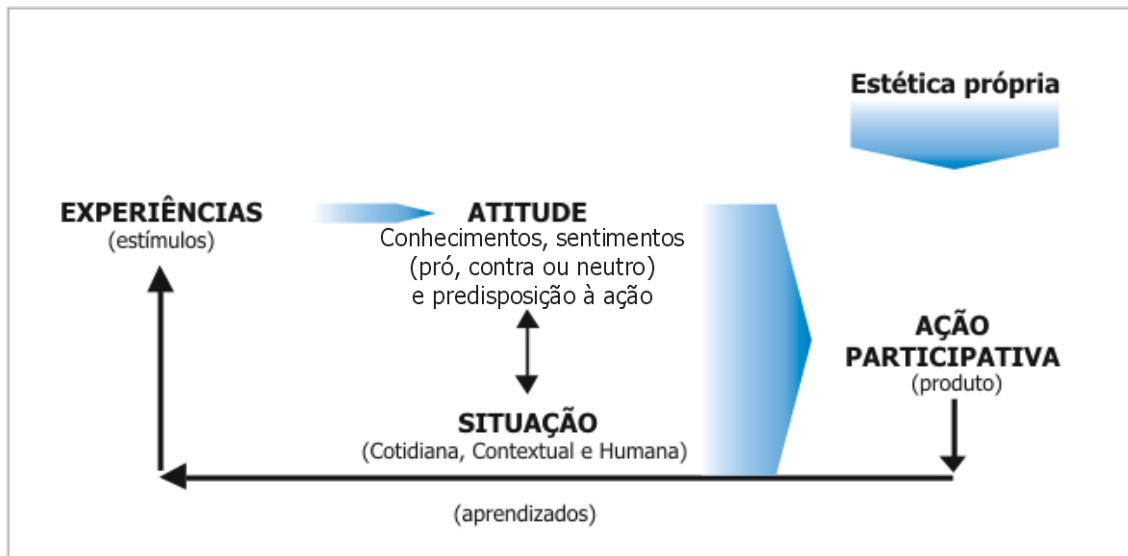 Estética própria
EXPERIÊNCIAS
(estímulos)
ATITUDE
Conhecimentos, sentimentos
(pró, contra ou neutro)
e predisposição à ação
AÇÃO
PARTICIPATIVA
(produto)
SITUAÇÃO
(Cotidiana, Contextual e Humana)
(aprendizados)